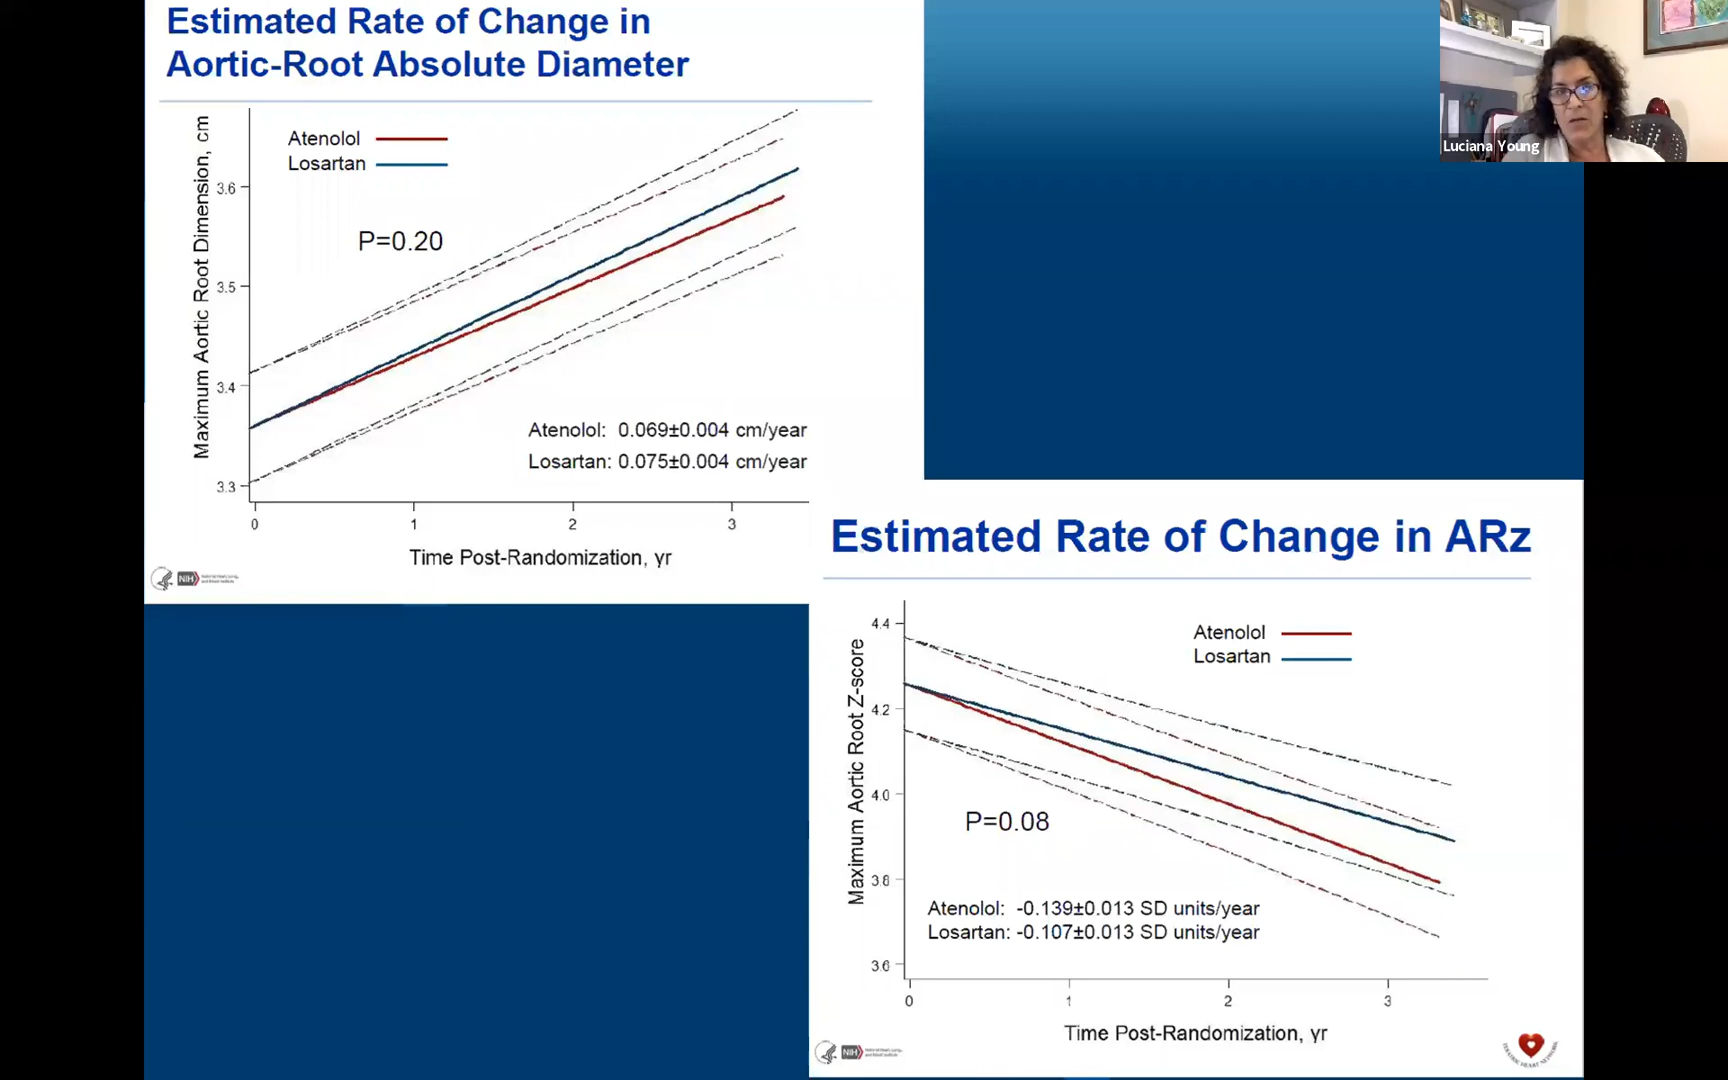 Estimated Rate of Change in
Aortic-Root Absolute Diameter
Atenolol
Losartan
P=0.20
Maximum Aortic Root Dimension, cm
3.6
3.5
3.4
3.3
Atenolol: 0.069±0.004 cm/year
Losartan: 0.075±0.004 cm/year
0 1 2 3
Time Post-Randomization, yr
NIH
Luciana Young
Estimated Rate of Change in ARz
Atenolol
Losartan
Maximum Aortic Root Z-score
4.4
4.2
4.0
3.8
3.6
P=0.08
Atenolol: -0.139±0.013 SD units/year
Losartan: -0.107±0.013 SD units/year
0 1 2 3
Time Post-Randomization, yr
NIH